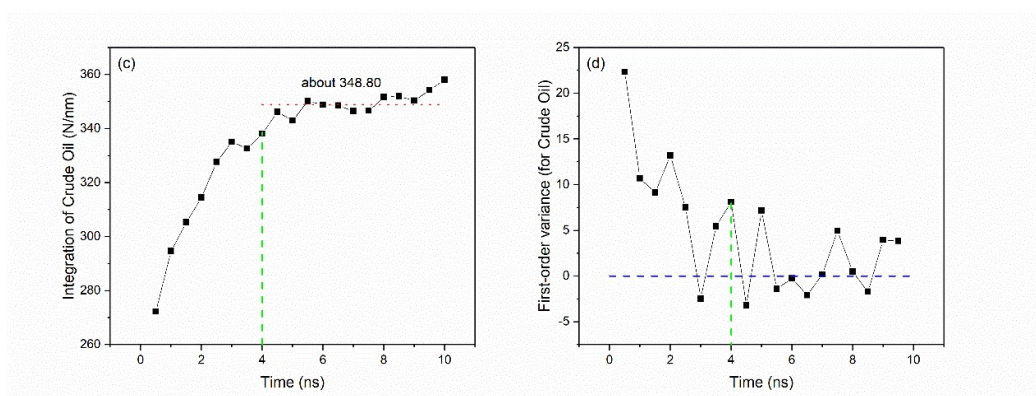 (c)
about 348.80
Integration of Crude Oil (N/nm)
360
340
320
300
280
260
0 2 4 6 8 10
Time (ns)
(d)
First-order variance (for Crude Oil)
25
20
15
10
5
0
-5
0 2 4 6 8 10
Time (ns)